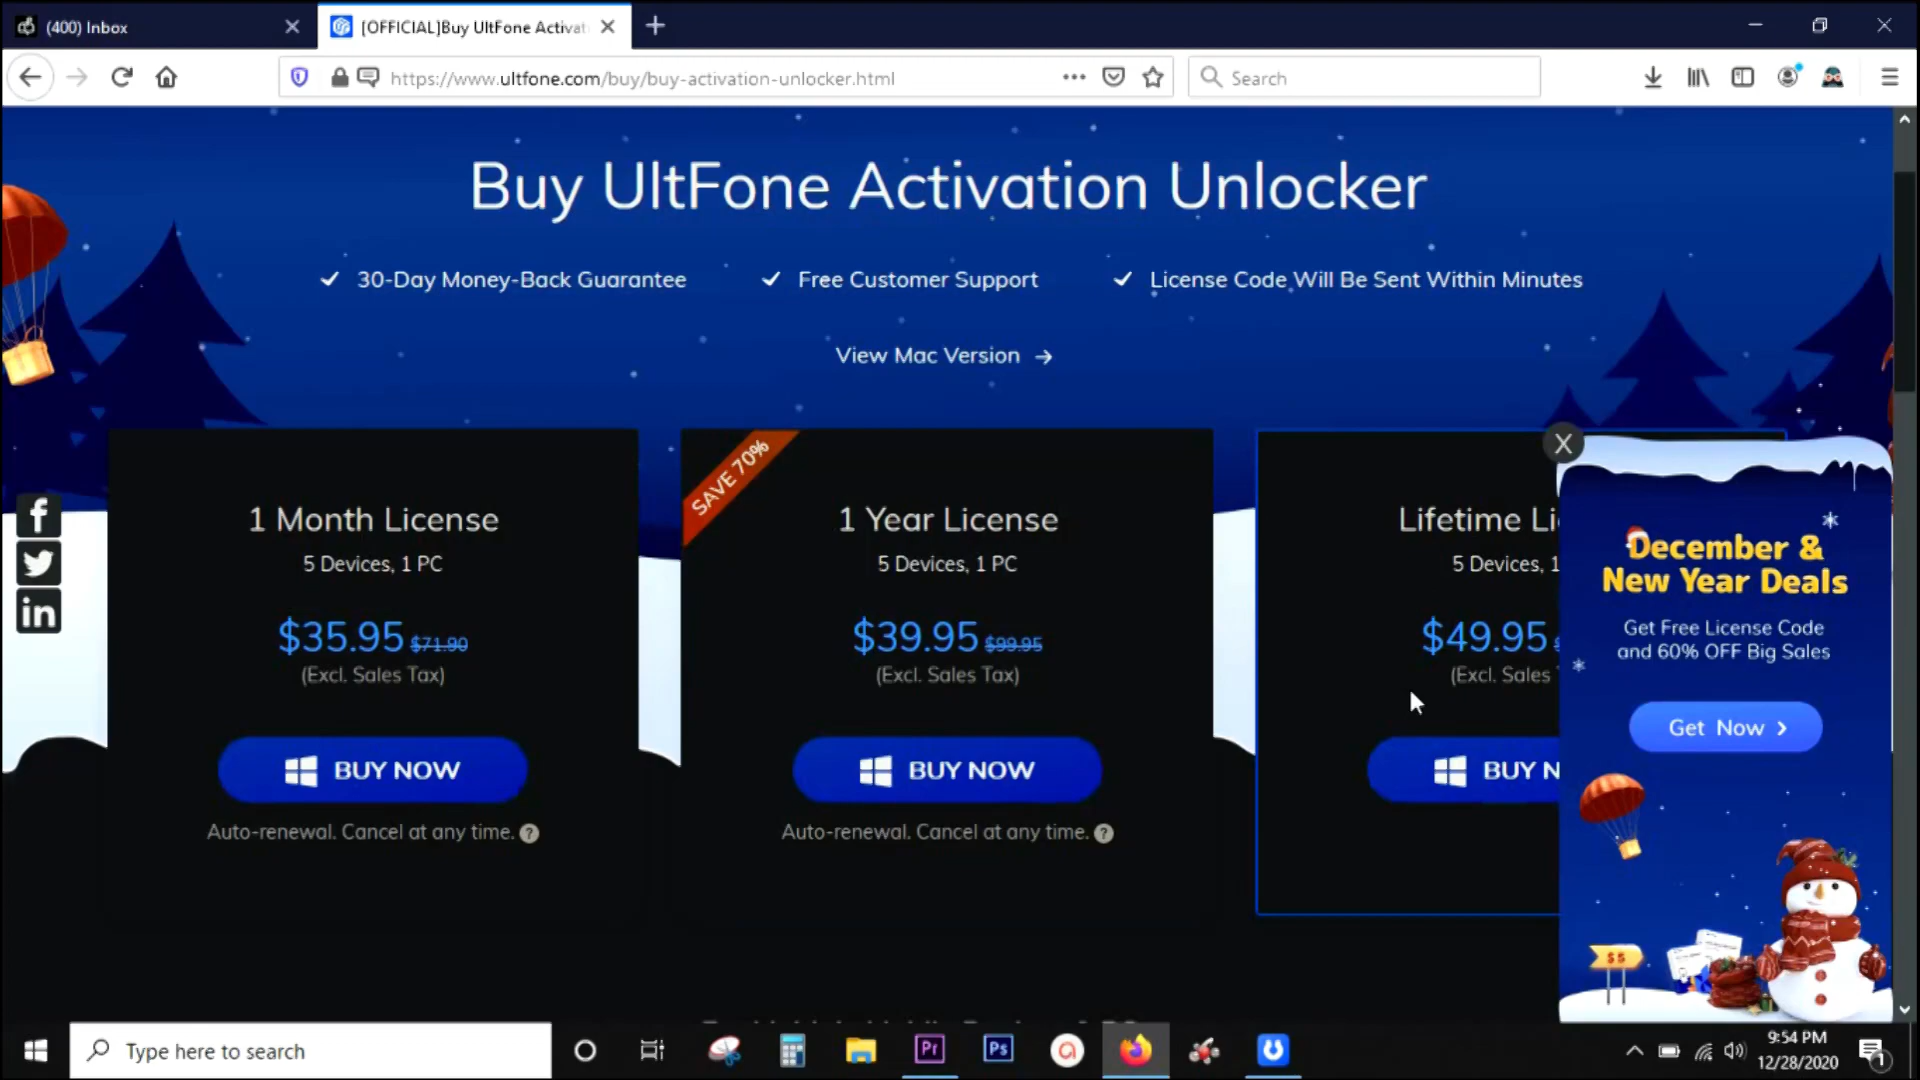 (400) Inbox
[OFFICIAL]Buy UltFone Activat
https://www.ultfone.com/buy/buy-activation-unlocker.html
Search
Buy UltFone Activation Unlocker
30-Day Money-Back Guarantee
Free Customer Support
License Code Will Be Sent Within Minutes
View Mac Version →
1 Month License
5 Devices, 1 PC
$35.95 $71.90
(Excl. Sales Tax)
BUY NOW
Auto-renewal. Cancel at any time. ?
SAVE 70%
1 Year License
5 Devices, 1 PC
$39.95 $99.95
(Excl. Sales Tax)
BUY NOW
Auto-renewal. Cancel at any time. ?
Lifetime Li
5 Devices, 1
$49.95
(Excl. Sales
BUY N
X
December &
New Year Deals
Get Free License Code
and 60% OFF Big Sales
Get Now >
$5
f
in
Type here to search
Pr
Ps
a
9:54 PM
12/28/2020
1